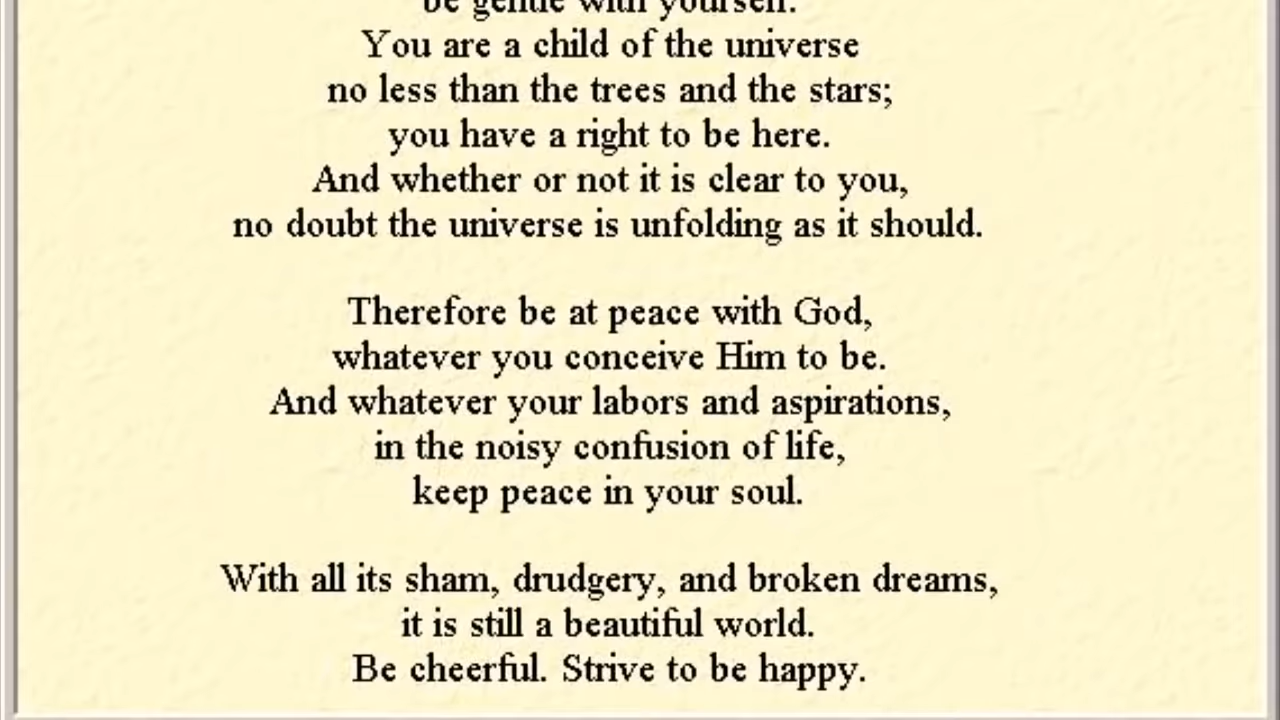 be gentle with yourself.
You are a child of the universe
no less than the trees and the stars;
you have a right to be here.
And whether or not it is clear to you,
no doubt the universe is unfolding as it should.
Therefore be at peace with God,
whatever you conceive Him to be.
And whatever your labors and aspirations,
in the noisy confusion of life,
keep peace in your soul.
With all its sham, drudgery, and broken dreams,
it is still a beautiful world.
Be cheerful. Strive to be happy.